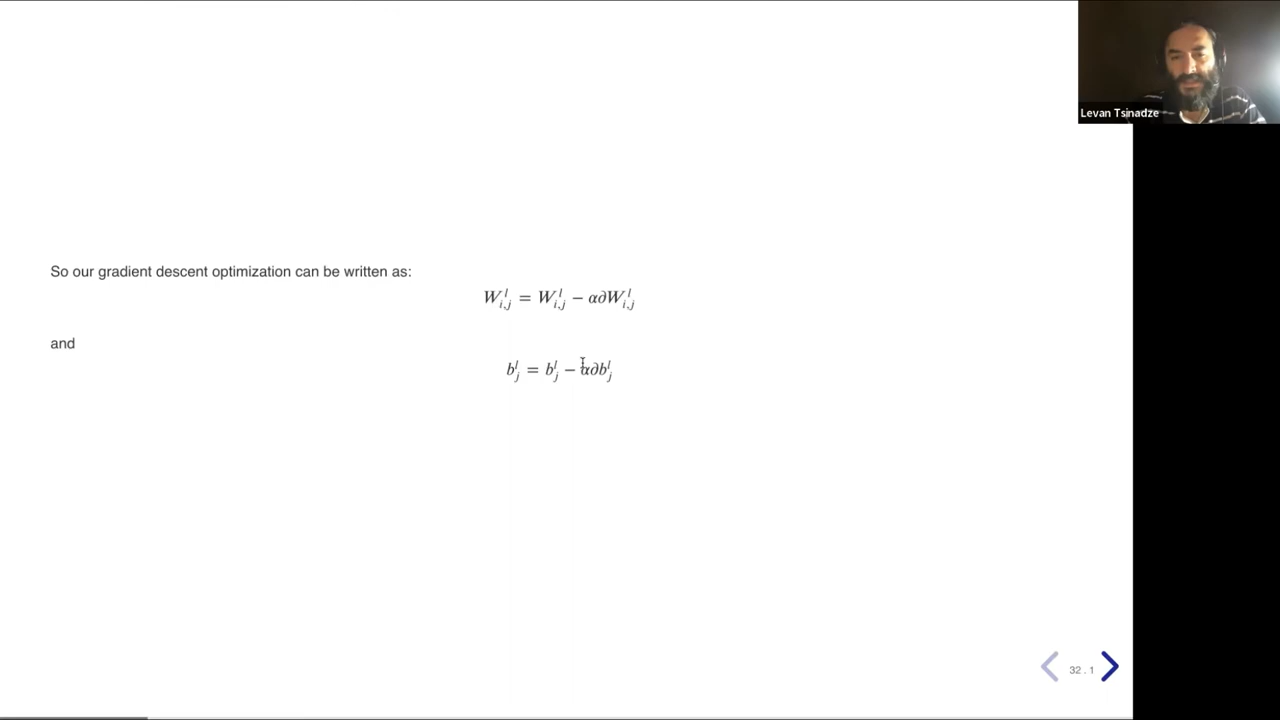 Levan Tsinadze
So our gradient descent optimization can be written as:
W^l_{i,j} = W^l_{i,j} − α∂W^l_{i,j}
and
b^l_j = b^l_j − α∂b^l_j
32 . 1